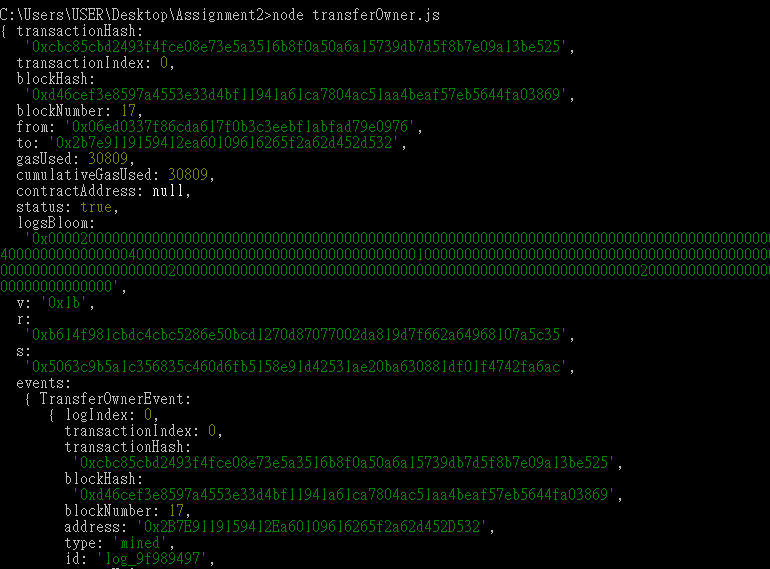 C:\Users\USER\Desktop\Assignment2>node transferOwner.js
{ transactionHash:
'0xcbc85cbd2493f4fce08e73e5a3516b8f0a50a6a15739db7d5f8b7e09a13be525',
transactionIndex: 0,
blockHash:
'0xd46cef3e8597a4553e33d4bf11941a61ca7804ac51aa4beaf57eb5644fa03869',
blockNumber: 17,
from: '0x06ed0337f86cda617f0b3c3eebf1abfad79e0976',
to: '0x2b7e9119159412ea60109616265f2a62d452d532',
gasUsed: 30809,
cumulativeGasUsed: 30809,
contractAddress: null,
status: true,
logsBloom:
v: '0x1b',
r:
'0xb614f981cbdc4cbc5286e50bcd1270d87077002da819d7f662a64968107a5c35',
s:
'0x5063c9b5a1c356835c460d6fb5158e91d42531ae20ba630881df01f4742fa6ac',
events:
{ TransferOwnerEvent:
{ logIndex: 0,
transactionIndex: 0,
transactionHash:
'0xcbc85cbd2493f4fce08e73e5a3516b8f0a50a6a15739db7d5f8b7e09a13be525',
blockHash:
'0xd46cef3e8597a4553e33d4bf11941a61ca7804ac51aa4beaf57eb5644fa03869',
blockNumber: 17,
address: '0x2B7E9119159412Ea60109616265f2a62d452D532',
type: 'mined',
id: 'log_9f989497',